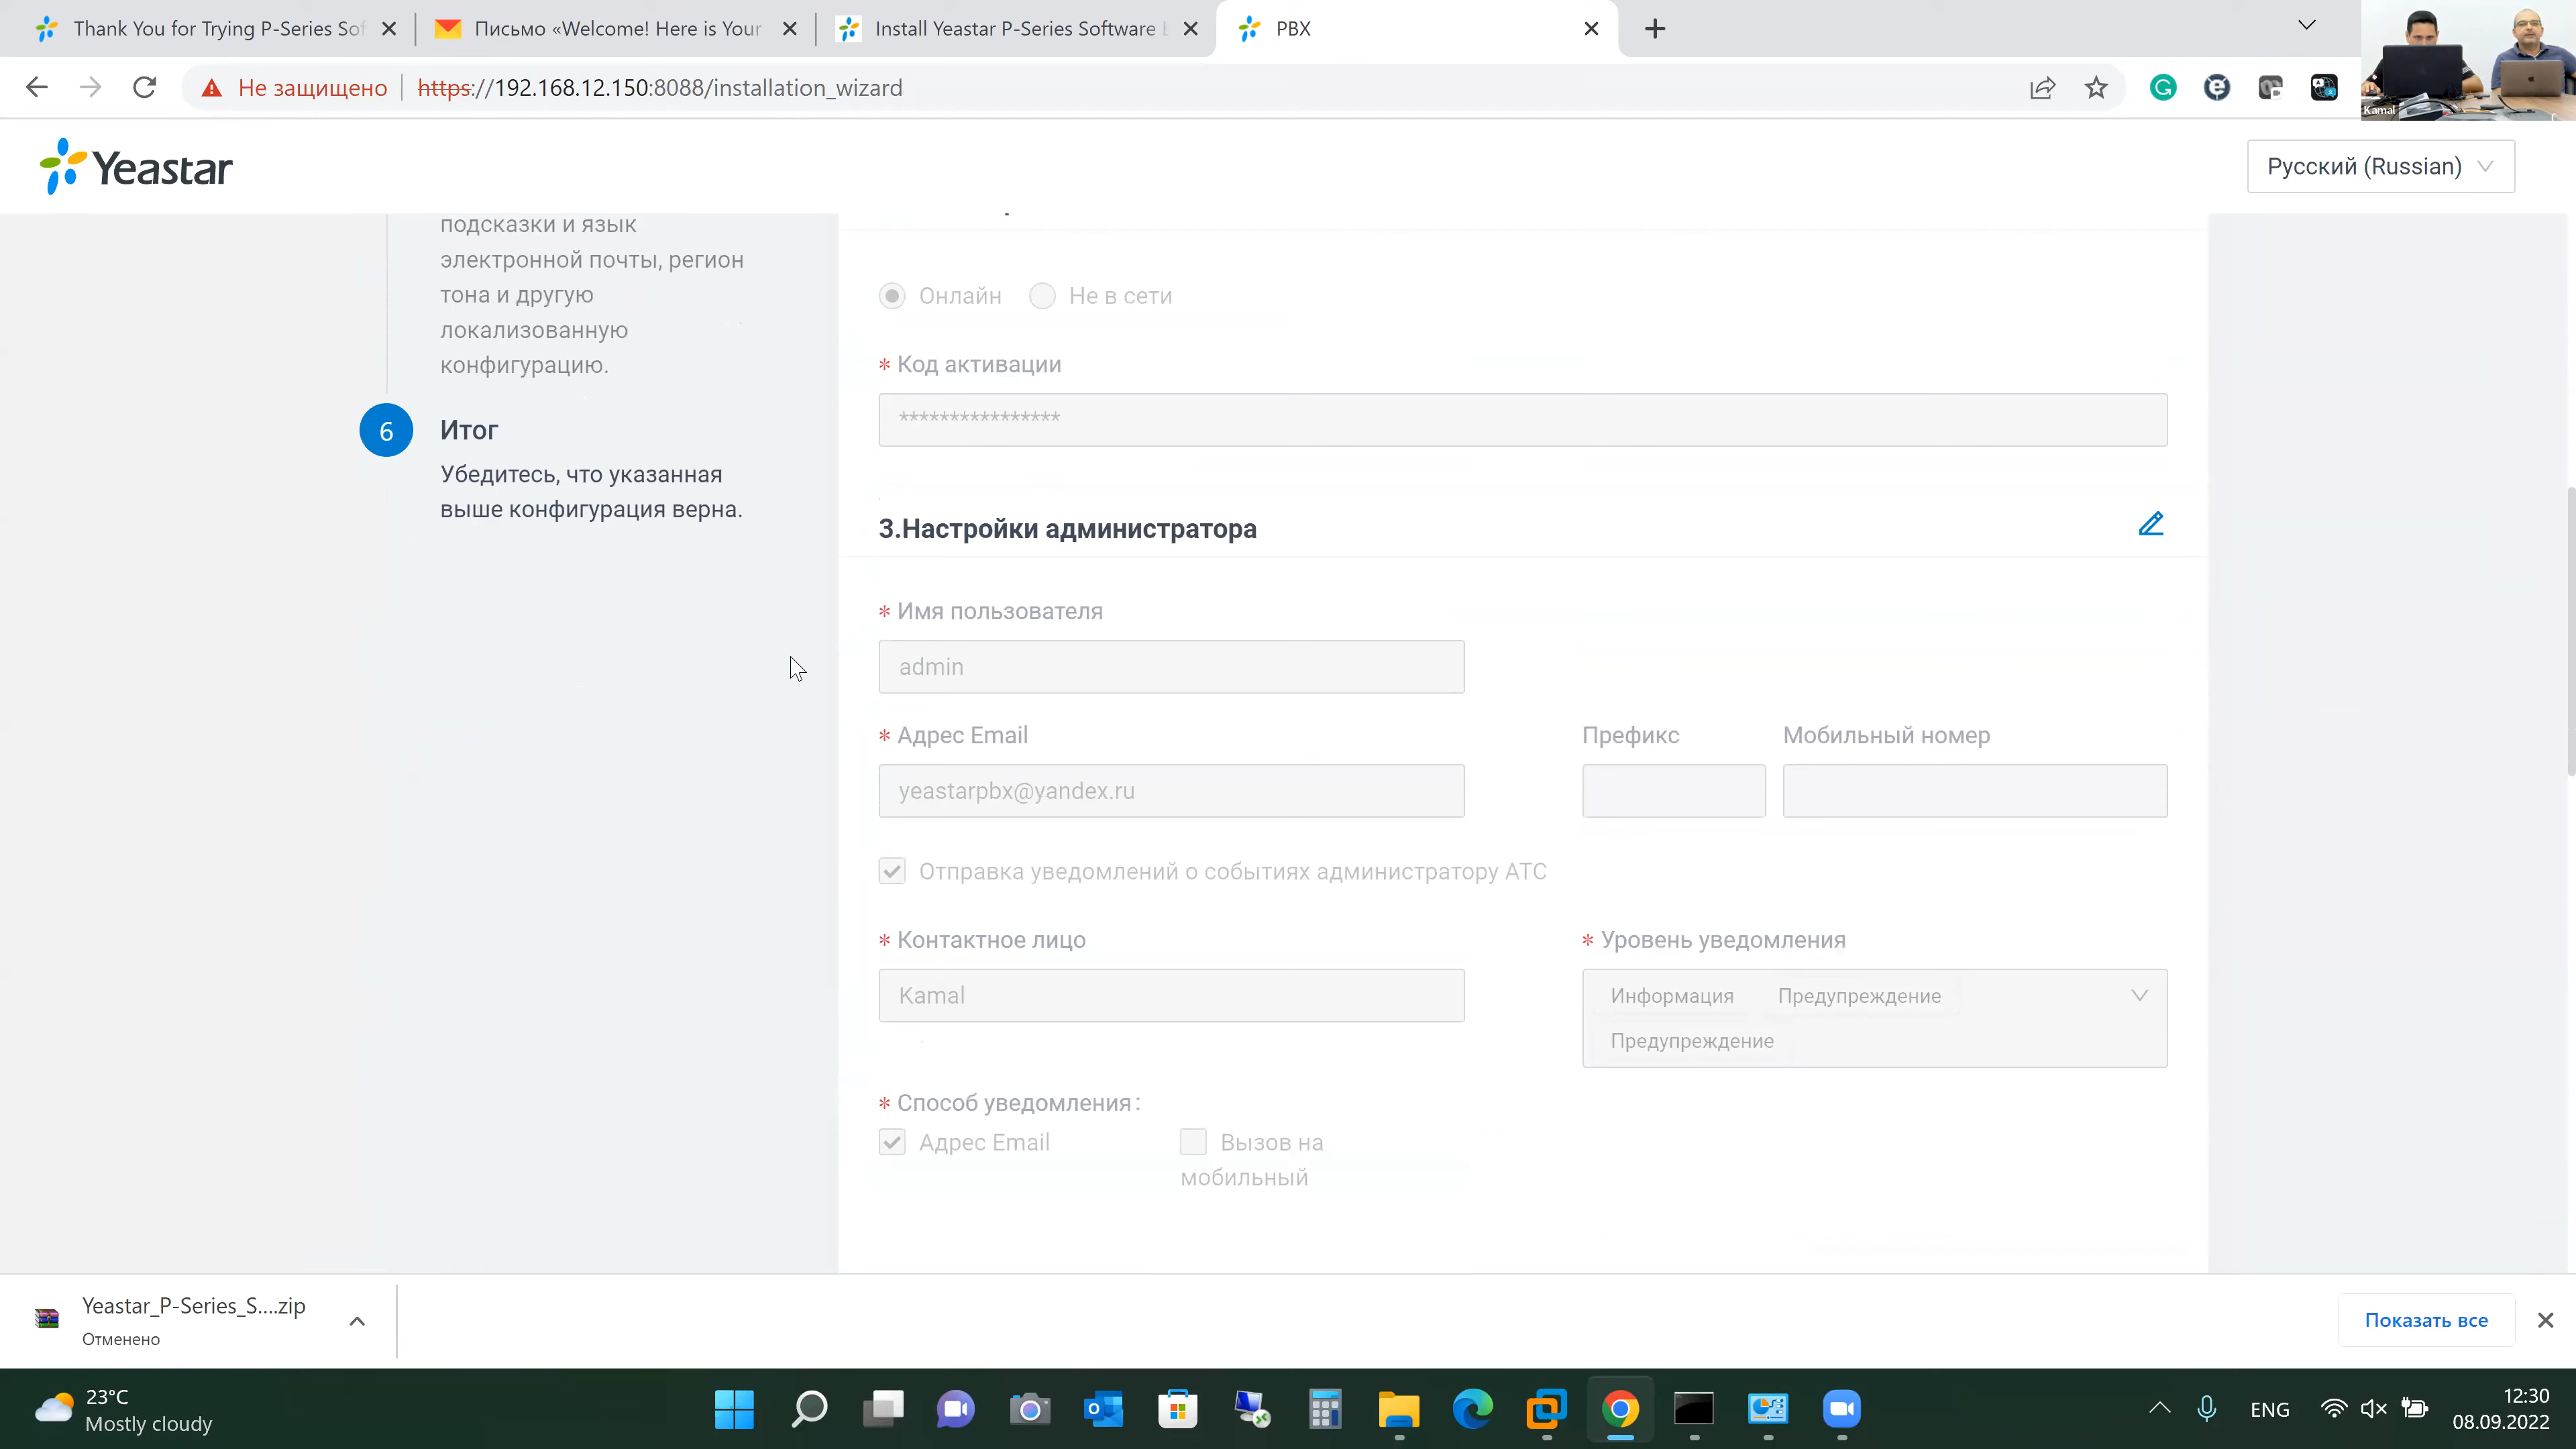 Thank You for Trying P-Series Sof
Письмо «Welcome! Here is Your
Install Yeastar P-Series Software
PBX
Не защищено
https://192.168.12.150:8088/installation_wizard
Kamal
Yeastar
Русский (Russian)
подсказки и язык
электронной почты, регион
тона и другую
локализованную
конфигурацию.
6
Итог
Убедитесь, что указанная
выше конфигурация верна.
Онлайн
Не в сети
* Код активации
****************
3.Настройки администратора
* Имя пользователя
admin
* Адрес Email
yeastarpbx@yandex.ru
Префикс
Мобильный номер
Отправка уведомлений о событиях администратору АТС
* Контактное лицо
Kamal
* Уровень уведомления
Информация
Предупреждение
Предупреждение
* Способ уведомления:
Адрес Email
Вызов на
мобильный
Yeastar_P-Series_S....zip
Отменено
Показать все
23°C
Mostly cloudy
ENG
12:30
08.09.2022